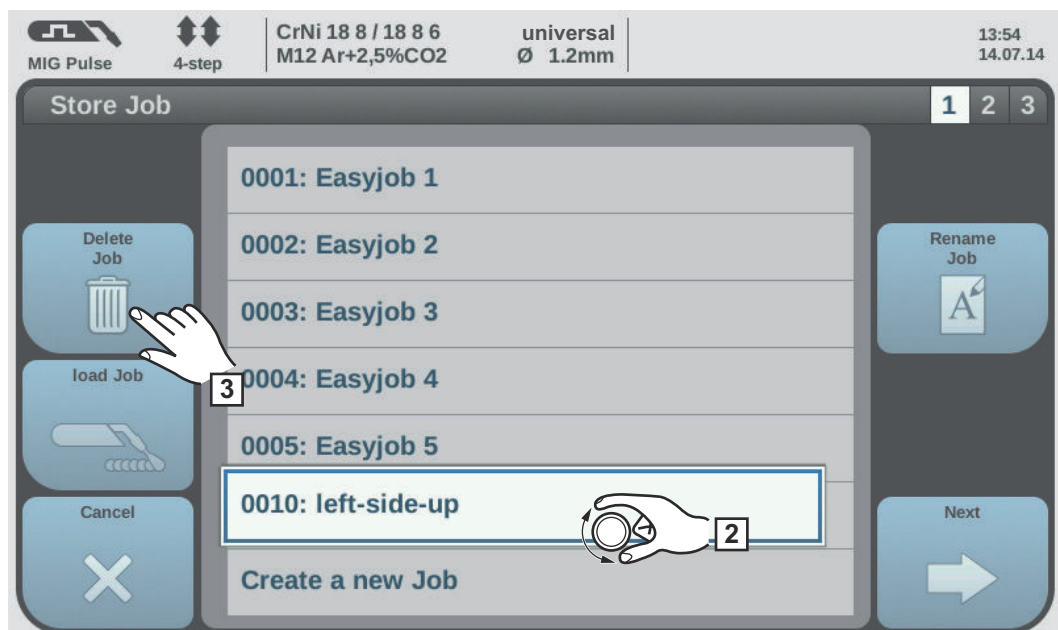 MIG Pulse
4-step
CrNi 18 8 / 18 8 6
M12 Ar+2,5%CO2
universal
Ø 1.2mm
13:54
14.07.14
Store Job
1 2 3
Delete
Job
load Job
Cancel
0001: Easyjob 1
0002: Easyjob 2
0003: Easyjob 3
0004: Easyjob 4
0005: Easyjob 5
0010: left-side-up
Create a new Job
3
2
Rename
Job
A
Next